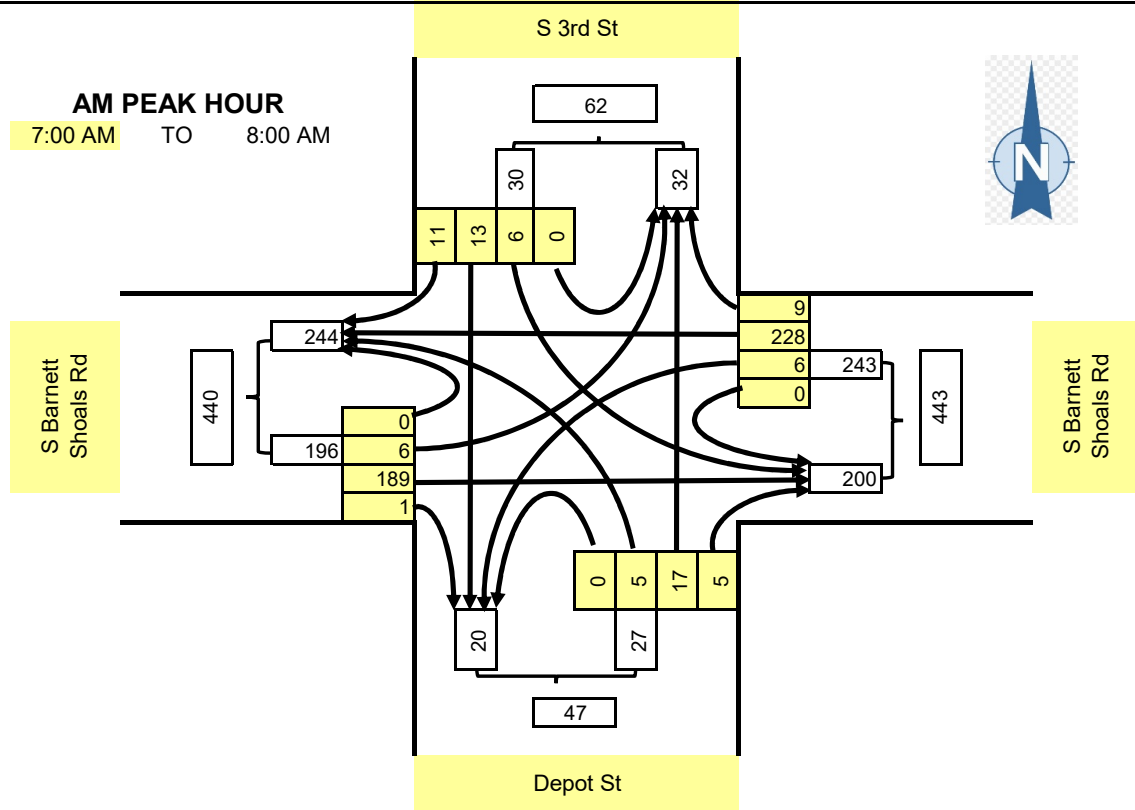 S 3rd St
AM PEAK HOUR
7:00 AM TO 8:00 AM
62
N
30
32
11 13 6 0
9
228
6 243
0
244
440
443
S Barnett
Shoals Rd
S Barnett
Shoals Rd
0
196 6
189
1
200
0 5 17 5
20
27
47
Depot St